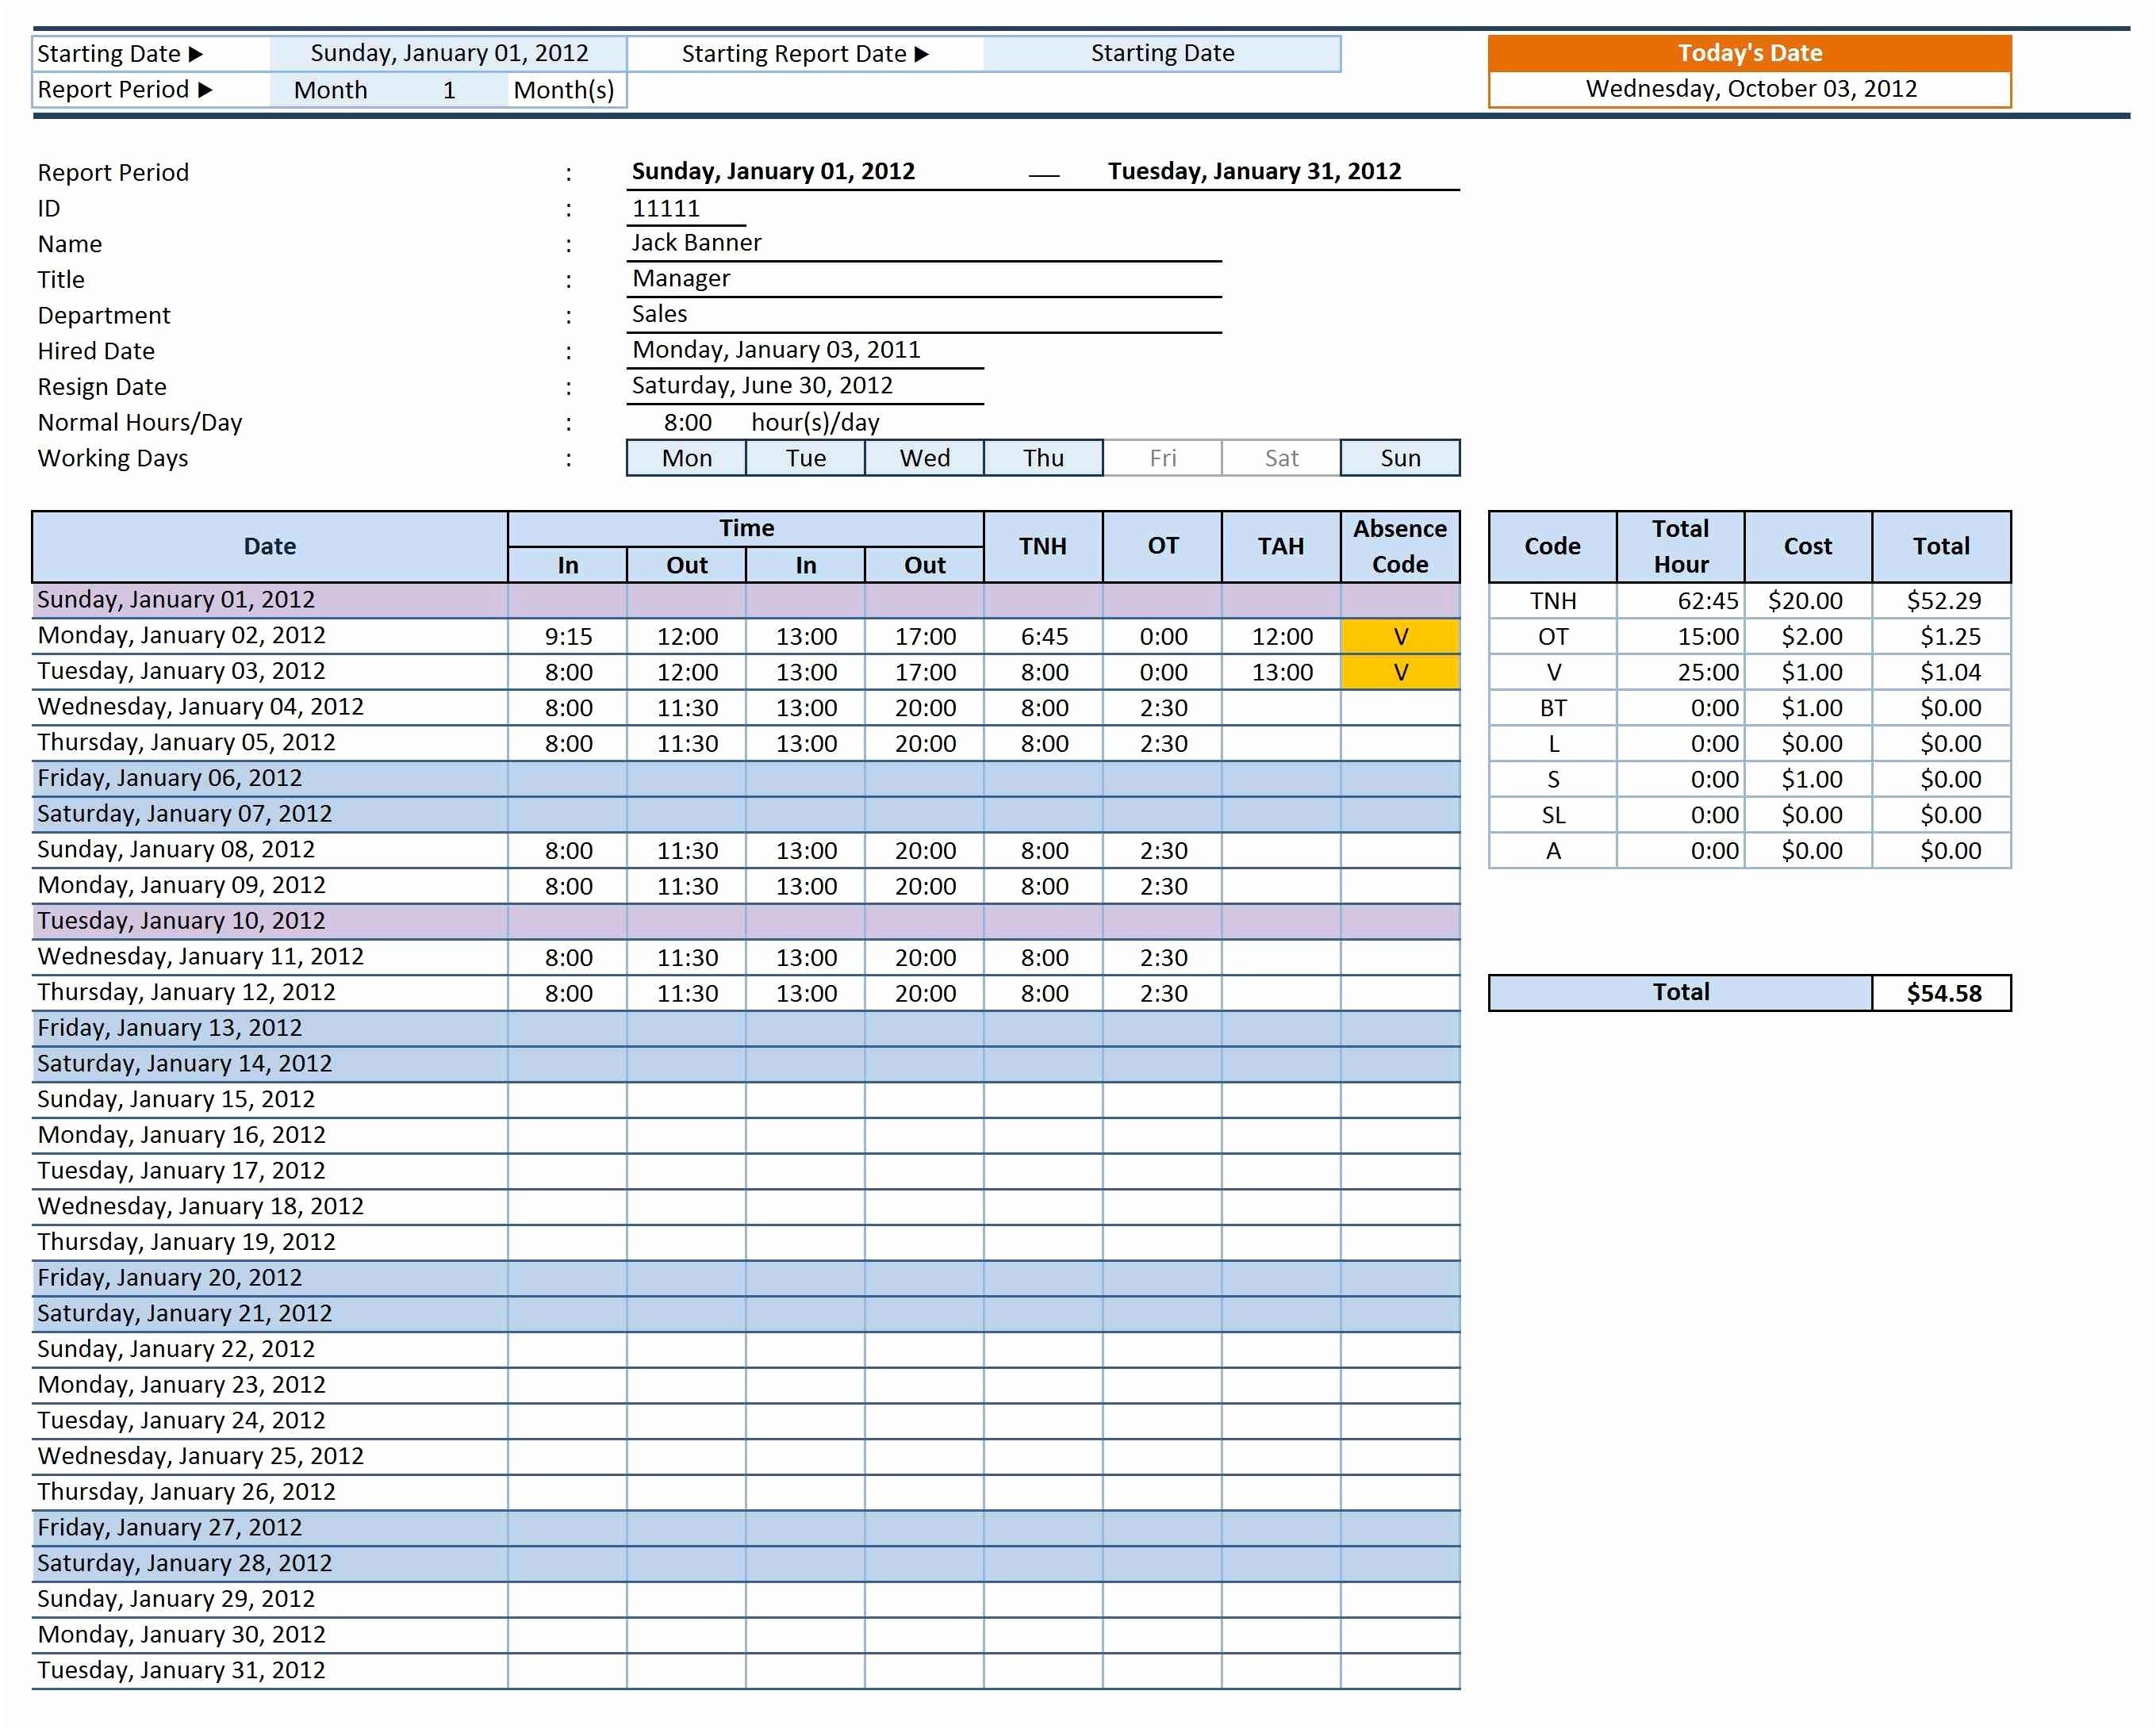 Starting Date ▶ Sunday, January 01, 2012 Starting Report Date ▶ Starting Date Today's Date
Report Period ▶ Month 1 Month(s) Wednesday, October 03, 2012
Report Period : Sunday, January 01, 2012 — Tuesday, January 31, 2012
ID : 11111
Name : Jack Banner
Title : Manager
Department : Sales
Hired Date : Monday, January 03, 2011
Resign Date : Saturday, June 30, 2012
Normal Hours/Day : 8:00 hour(s)/day
Working Days : Mon Tue Wed Thu Fri Sat Sun
Date Time TNH OT TAH Absence Code
In Out In Out
Sunday, January 01, 2012
Monday, January 02, 2012 9:15 12:00 13:00 17:00 6:45 0:00 12:00 V
Tuesday, January 03, 2012 8:00 12:00 13:00 17:00 8:00 0:00 13:00 V
Wednesday, January 04, 2012 8:00 11:30 13:00 20:00 8:00 2:30
Thursday, January 05, 2012 8:00 11:30 13:00 20:00 8:00 2:30
Friday, January 06, 2012
Saturday, January 07, 2012
Sunday, January 08, 2012 8:00 11:30 13:00 20:00 8:00 2:30
Monday, January 09, 2012 8:00 11:30 13:00 20:00 8:00 2:30
Tuesday, January 10, 2012
Wednesday, January 11, 2012 8:00 11:30 13:00 20:00 8:00 2:30
Thursday, January 12, 2012 8:00 11:30 13:00 20:00 8:00 2:30
Friday, January 13, 2012
Saturday, January 14, 2012
Sunday, January 15, 2012
Monday, January 16, 2012
Tuesday, January 17, 2012
Wednesday, January 18, 2012
Thursday, January 19, 2012
Friday, January 20, 2012
Saturday, January 21, 2012
Sunday, January 22, 2012
Monday, January 23, 2012
Tuesday, January 24, 2012
Wednesday, January 25, 2012
Thursday, January 26, 2012
Friday, January 27, 2012
Saturday, January 28, 2012
Sunday, January 29, 2012
Monday, January 30, 2012
Tuesday, January 31, 2012
Code Total Hour Cost Total
TNH 62:45 $20.00 $52.29
OT 15:00 $2.00 $1.25
V 25:00 $1.00 $1.04
BT 0:00 $1.00 $0.00
L 0:00 $0.00 $0.00
S 0:00 $1.00 $0.00
SL 0:00 $0.00 $0.00
A 0:00 $0.00 $0.00
Total $54.58